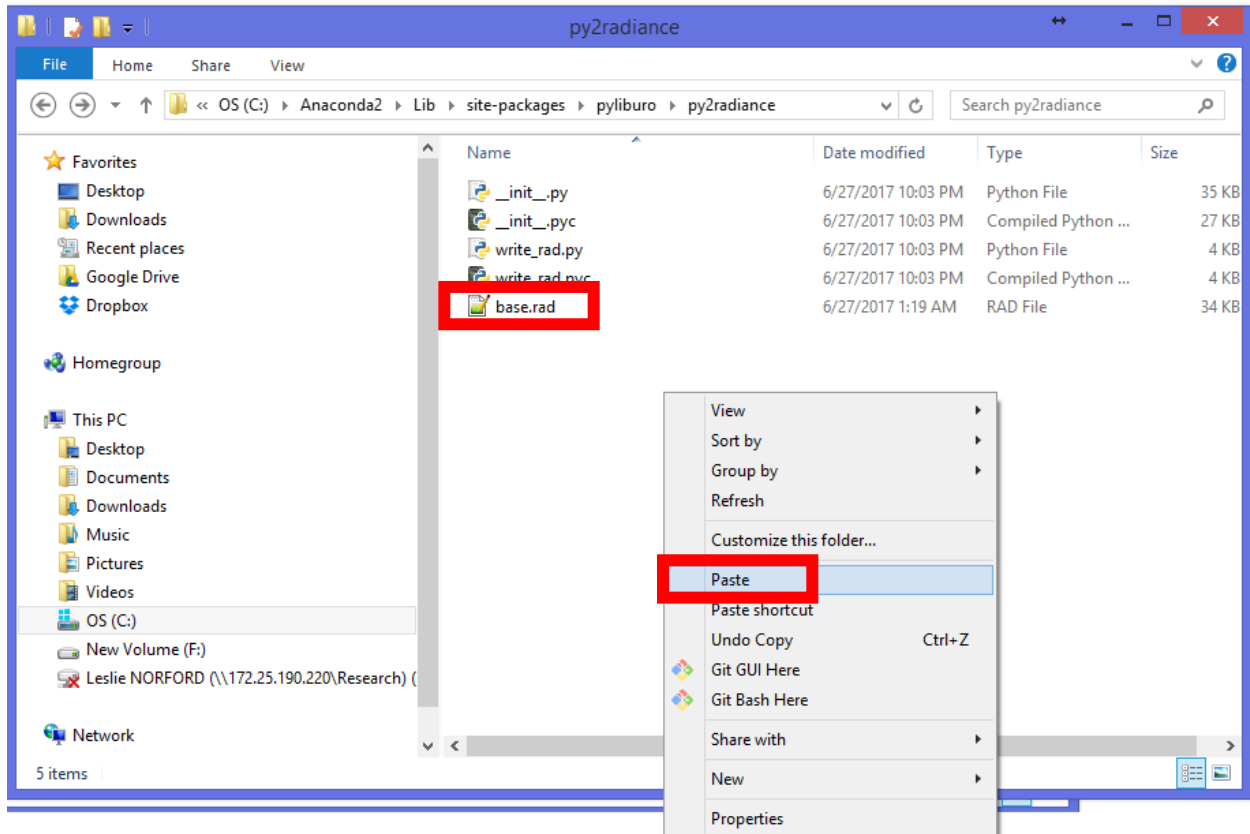 py2radiance
File Home Share View
« OS (C:) Anaconda2 Lib site-packages pyliburo py2radiance
Search py2radiance
Name Date modified Type Size
Favorites
Desktop
Downloads
Recent places
Google Drive
Dropbox
Homegroup
This PC
Desktop
Documents
Downloads
Music
Pictures
Videos
OS (C:)
New Volume (F:)
Leslie NORFORD (\\172.25.190.220\Research) (
Network
__init__.py 6/27/2017 10:03 PM Python File 35 KB
__init__.pyc 6/27/2017 10:03 PM Compiled Python ... 27 KB
write_rad.py 6/27/2017 10:03 PM Python File 4 KB
write_rad.pyc 6/27/2017 10:03 PM Compiled Python ... 4 KB
base.rad 6/27/2017 1:19 AM RAD File 34 KB
View
Sort by
Group by
Refresh
Customize this folder...
Paste
Paste shortcut
Undo Copy Ctrl+Z
Git GUI Here
Git Bash Here
Share with
New
Properties
5 items